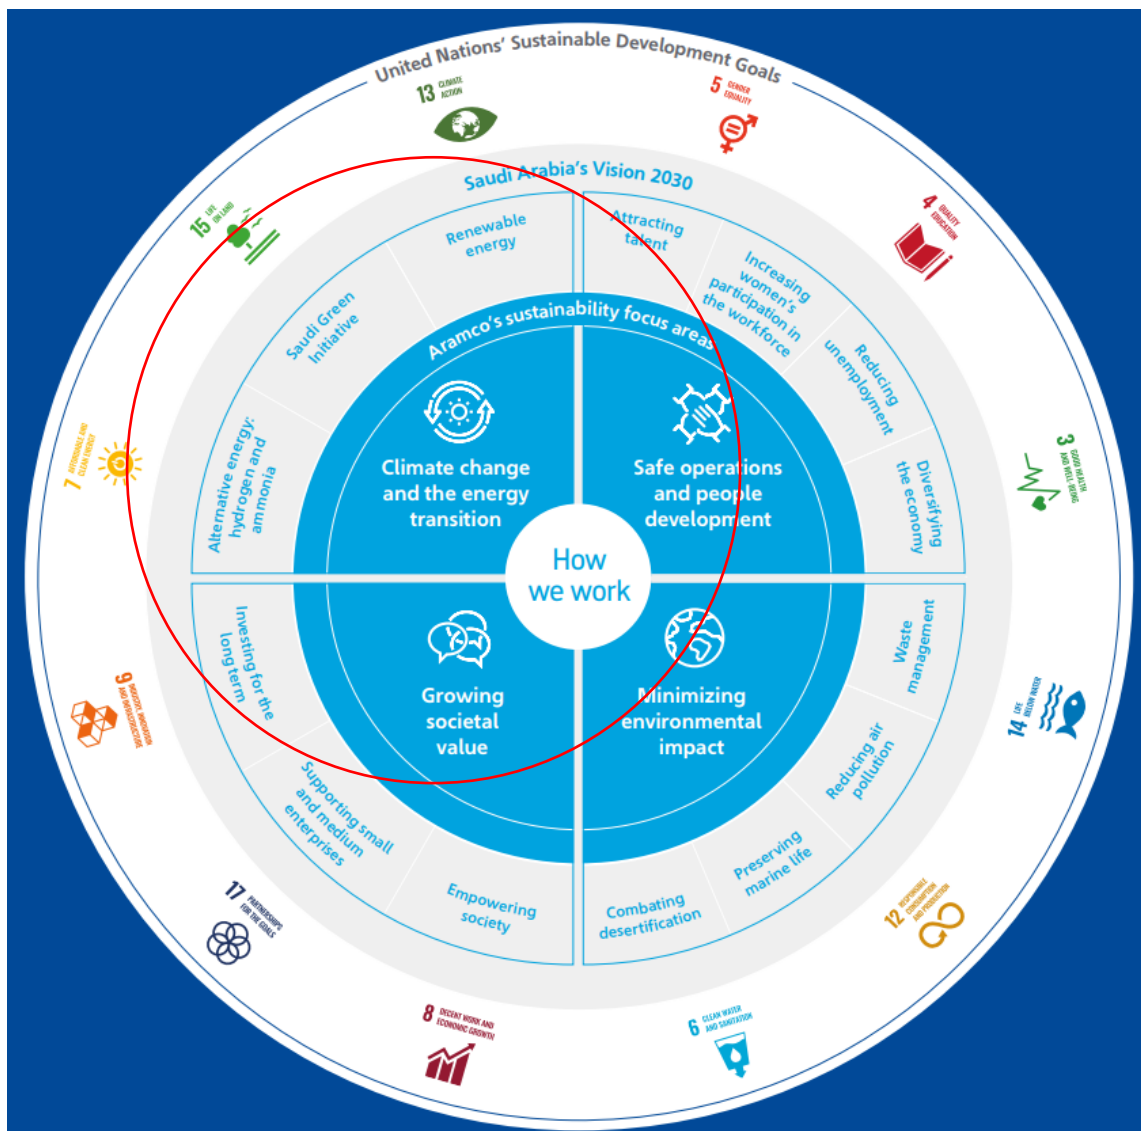 United Nations' Sustainable Development Goals
13 CLIMATE
ACTION
5 GENDER
EQUALITY
4 QUALITY
EDUCATION
3 GOOD HEALTH
AND WELL-BEING
14 LIFE
BELOW WATER
12 RESPONSIBLE
CONSUMPTION
AND PRODUCTION
6 CLEAN WATER
AND SANITATION
8 DECENT WORK AND
ECONOMIC GROWTH
17 PARTNERSHIPS
FOR THE GOALS
9 INDUSTRY, INNOVATION
AND INFRASTRUCTURE
7 AFFORDABLE AND
CLEAN ENERGY
15 LIFE
ON LAND
Saudi Arabia's Vision 2030
Renewable
energy
Attracting
talent
Increasing
women's
participation in
the workforce
Reducing
unemployment
Diversifying
the economy
Waste
management
Reducing air
pollution
Preserving
marine life
Combating
desertification
Empowering
society
Supporting small
and medium
enterprises
Investing for the
long term
Alternative energy:
hydrogen and
ammonia
Saudi Green
Initiative
Aramco's sustainability focus areas
Climate change
and the energy
transition
Safe operations
and people
development
How
we work
Growing
societal
value
Minimizing
environmental
impact